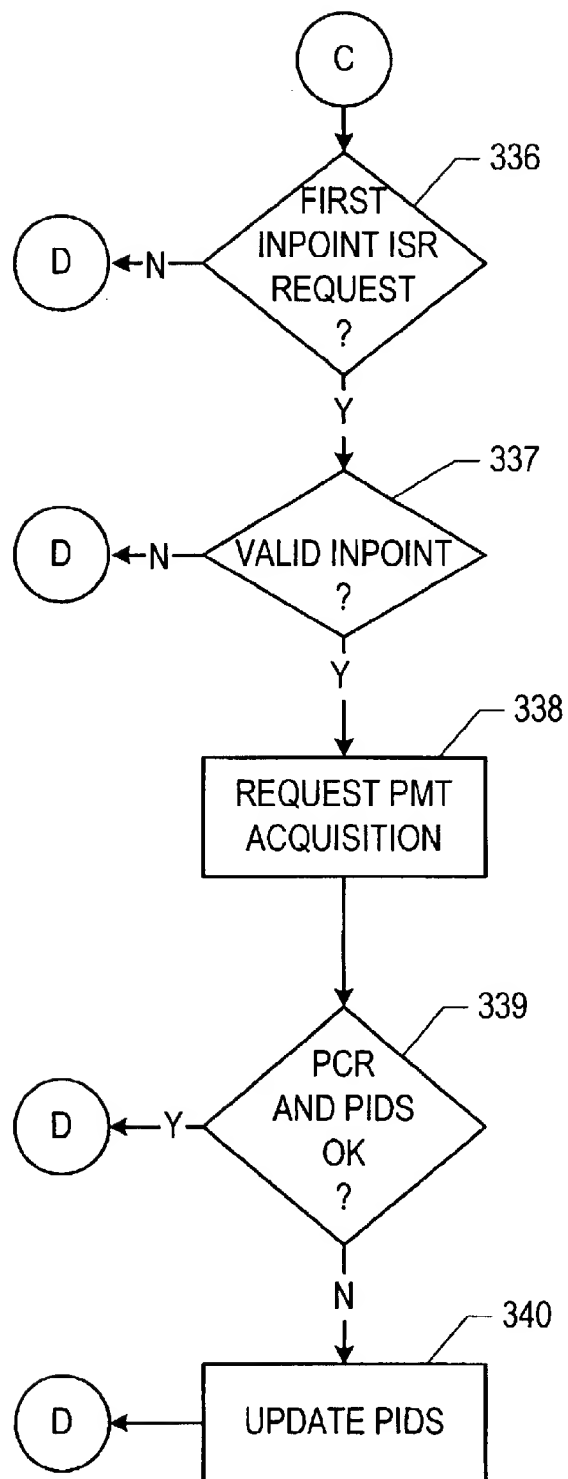 C
336
FIRST
INPOINT ISR
REQUEST
?
D
N
Y
337
VALID INPOINT
?
D
N
Y
338
REQUEST PMT
ACQUISITION
339
PCR
AND PIDS
OK
?
D
Y
N
340
UPDATE PIDS
D